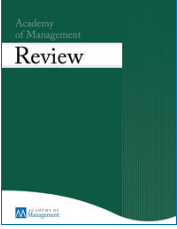 Academy
of Management
Review
ACADEMY OF
Management